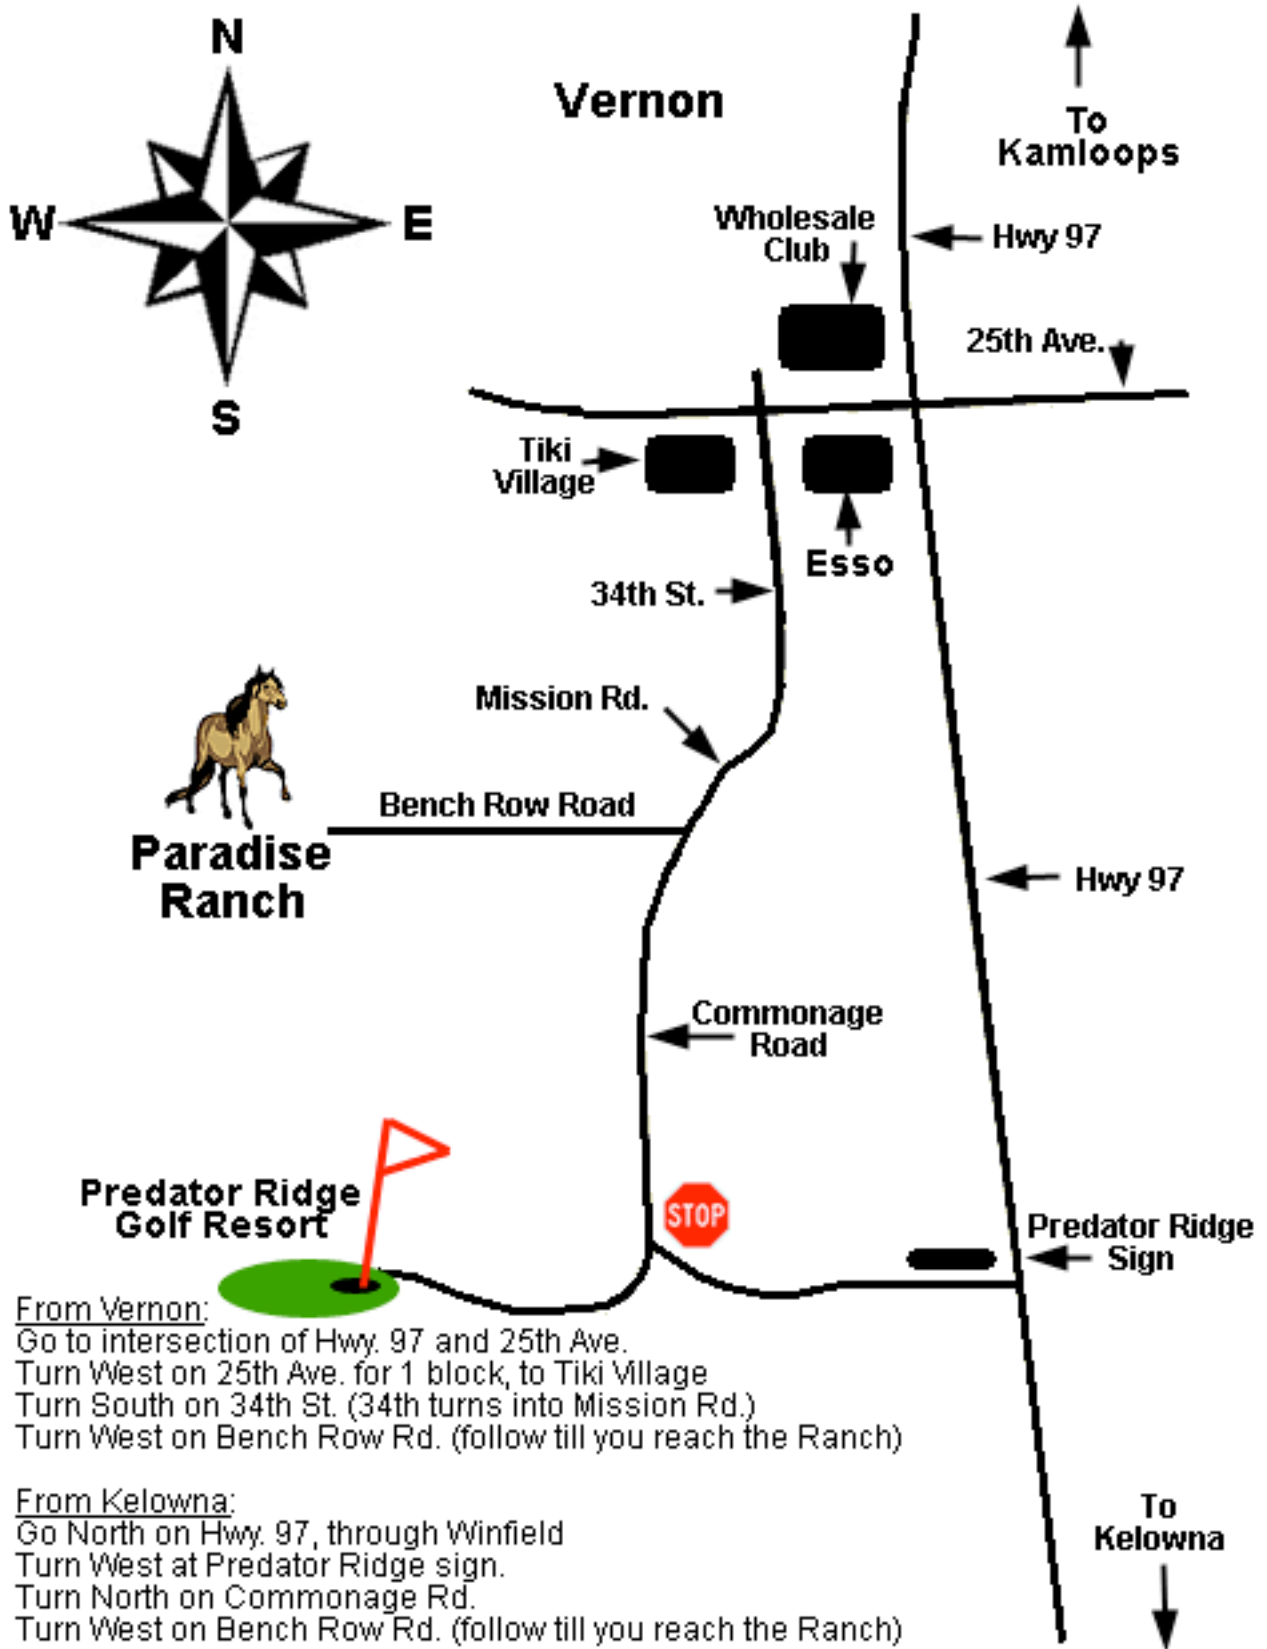 N
Vernon
To
Kamloops
W
E
Wholesale
Club
Hwy 97
25th Ave.
S
Tiki
Village
Esso
34th St.
Mission Rd.
Bench Row Road
Paradise
Ranch
Hwy 97
Commonage
Road
Predator Ridge
Golf Resort
STOP
Predator Ridge
Sign
From Vernon:
Go to intersection of Hwy. 97 and 25th Ave.
Turn West on 25th Ave. for 1 block, to Tiki Village
Turn South on 34th St. (34th turns into Mission Rd.)
Turn West on Bench Row Rd. (follow till you reach the Ranch)
From Kelowna:
Go North on Hwy. 97, through Winfield
Turn West at Predator Ridge sign.
Turn North on Commonage Rd.
Turn West on Bench Row Rd. (follow till you reach the Ranch)
To
Kelowna